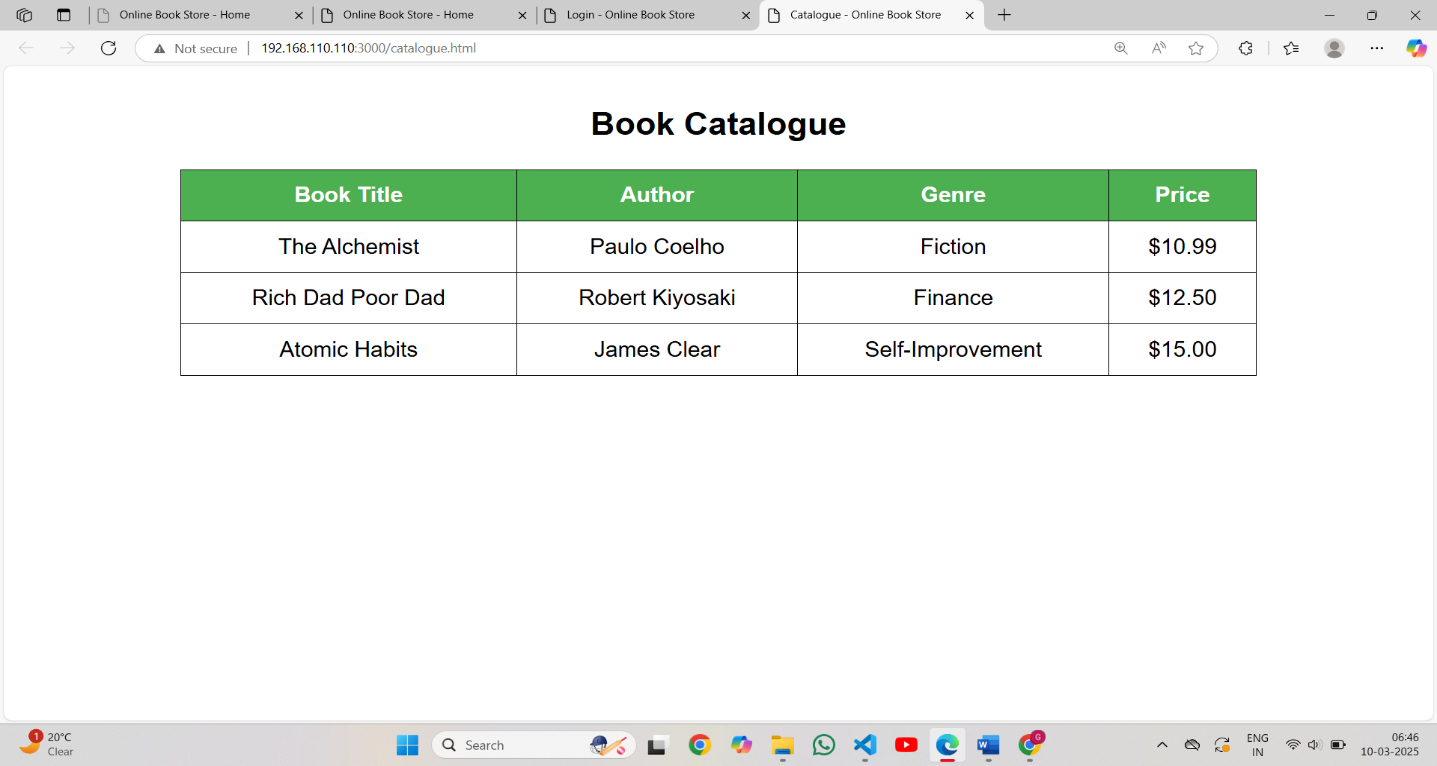 Online Book Store - Home
Online Book Store - Home
Login - Online Book Store
Catalogue - Online Book Store
Not secure 192.168.110.110:3000/catalogue.html
Book Catalogue
Book Title Author Genre Price
The Alchemist Paulo Coelho Fiction $10.99
Rich Dad Poor Dad Robert Kiyosaki Finance $12.50
Atomic Habits James Clear Self-Improvement $15.00
1
20°C
Clear
Search
W
G
ENG
IN
06:46
10-03-2025